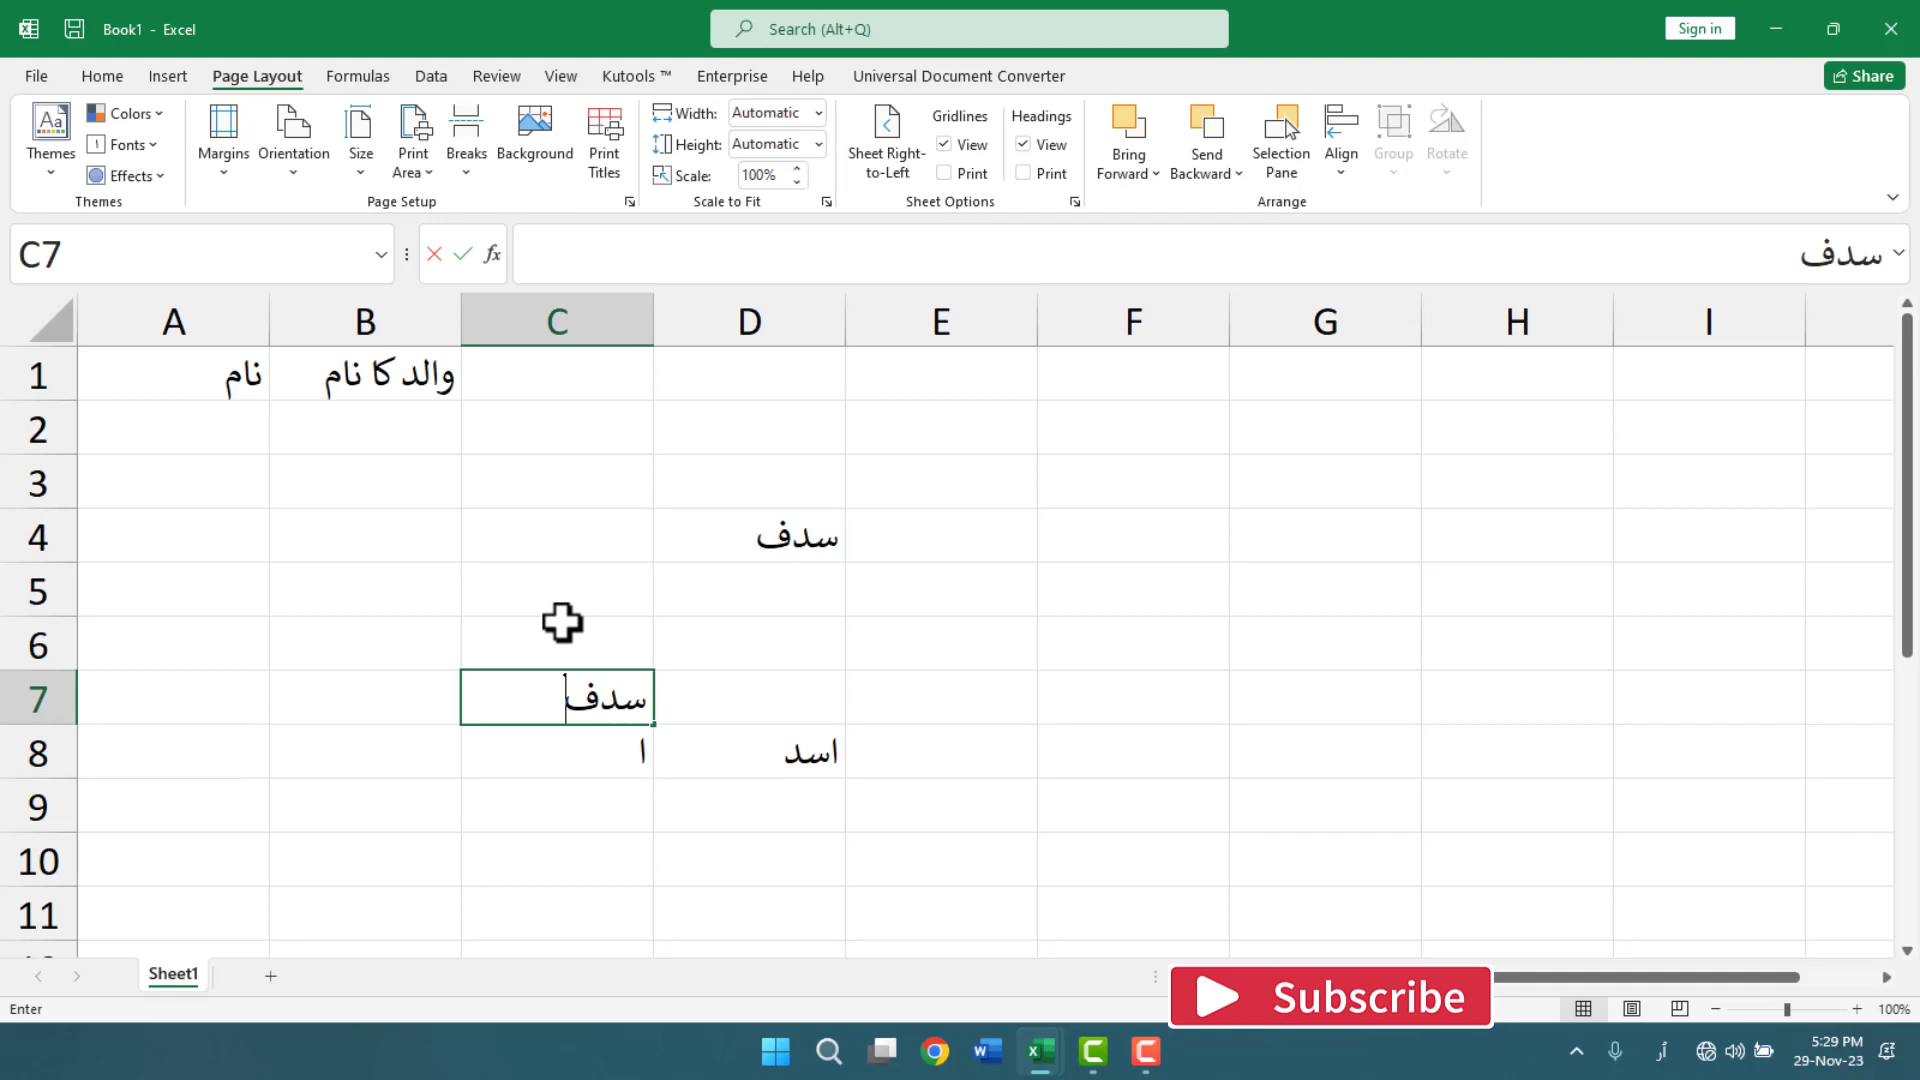 Book1 - Excel
Search (Alt+Q)
Sign in
File Home Insert Page Layout Formulas Data Review View Kutools ™ Enterprise Help Universal Document Converter
Share
Themes
Colors
Fonts
Effects
Themes
Margins
Orientation
Size
Print Area
Breaks
Background
Print Titles
Page Setup
Width: Automatic
Height: Automatic
Scale: 100%
Scale to Fit
Sheet Right-to-Left
Gridlines
View
Print
Headings
View
Print
Sheet Options
Bring Forward
Send Backward
Selection Pane
Align
Group
Rotate
Arrange
C7
fx
سدف
A B C D E F G H I
1
نام
والد کا نام
2
3
4
سدف
5
6
7
سدف
8
ا
اسد
9
10
11
Sheet1
Subscribe
Enter
100%
5:29 PM
29-Nov-23